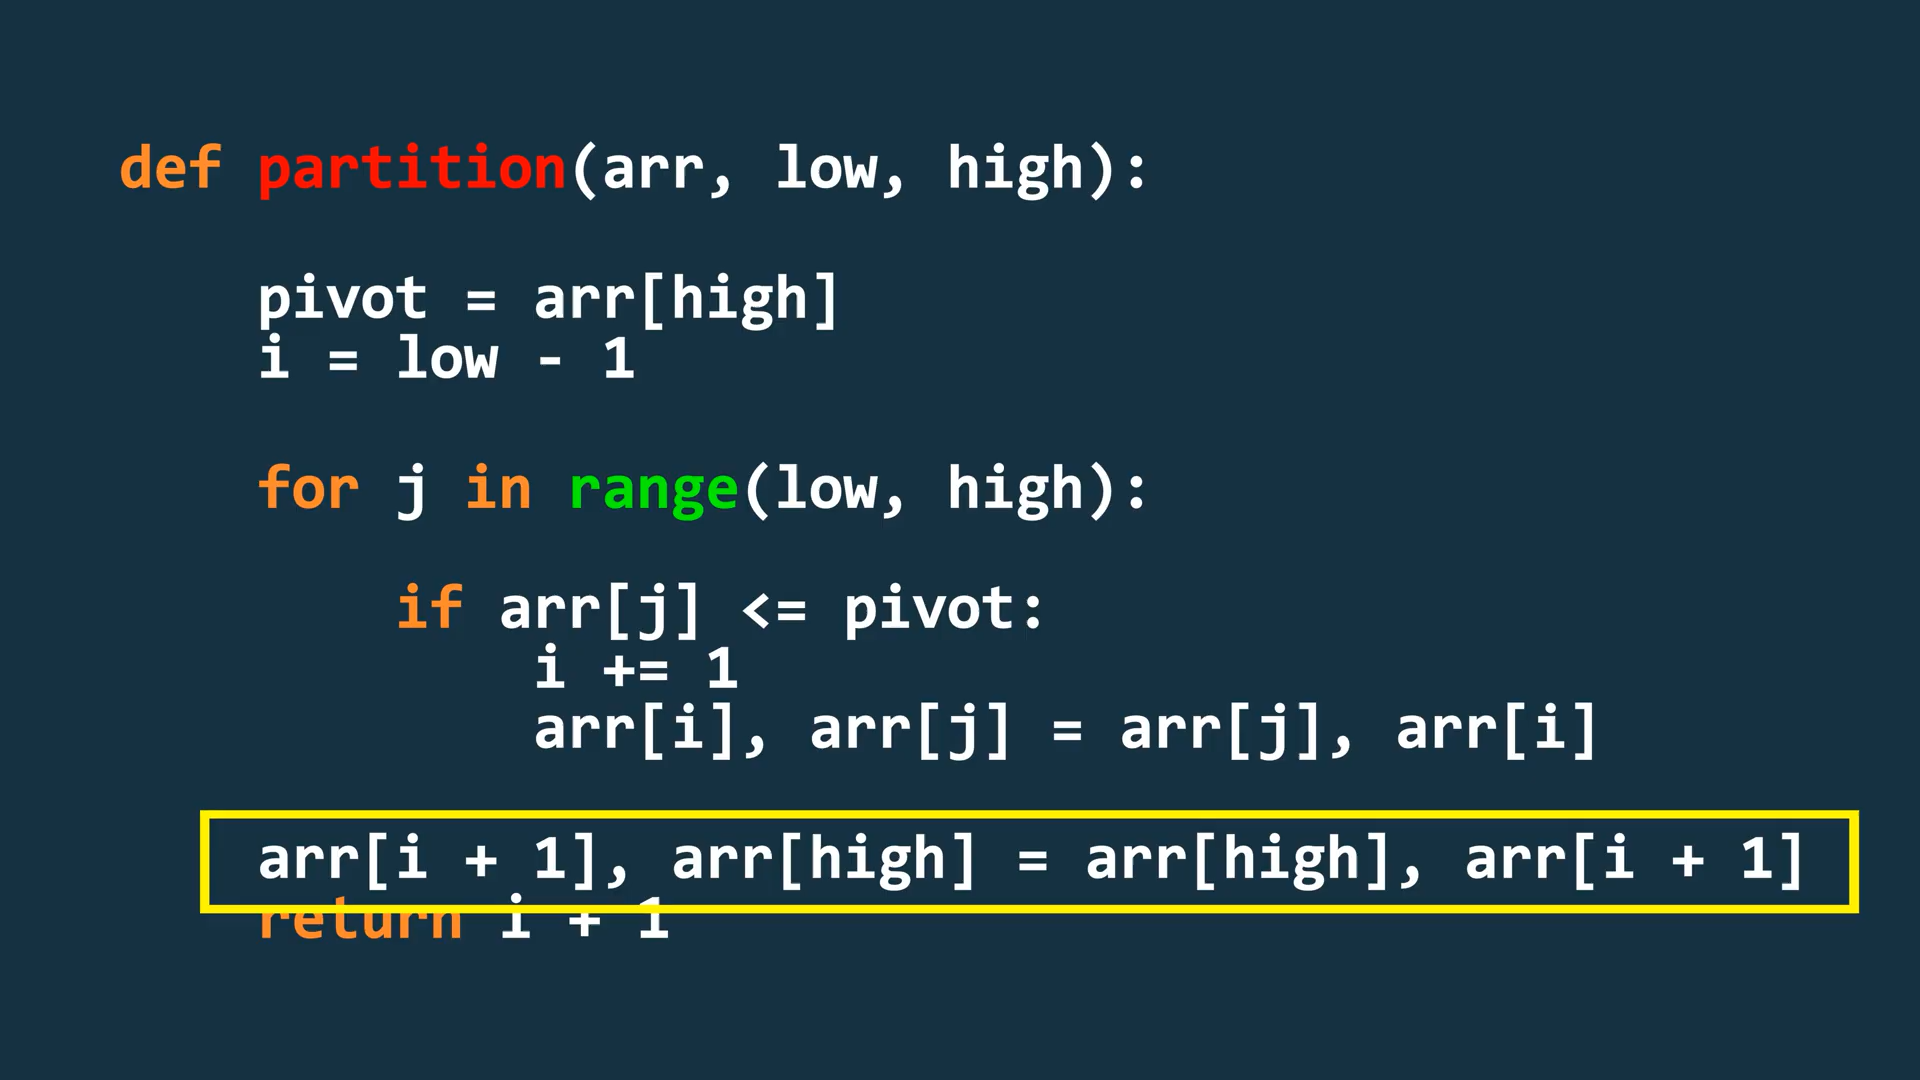 def partition(arr, low, high):
pivot = arr[high]
i = low - 1
for j in range(low, high):
if arr[j] <= pivot:
i += 1
arr[i], arr[j] = arr[j], arr[i]
arr[i + 1], arr[high] = arr[high], arr[i + 1]
return i + 1